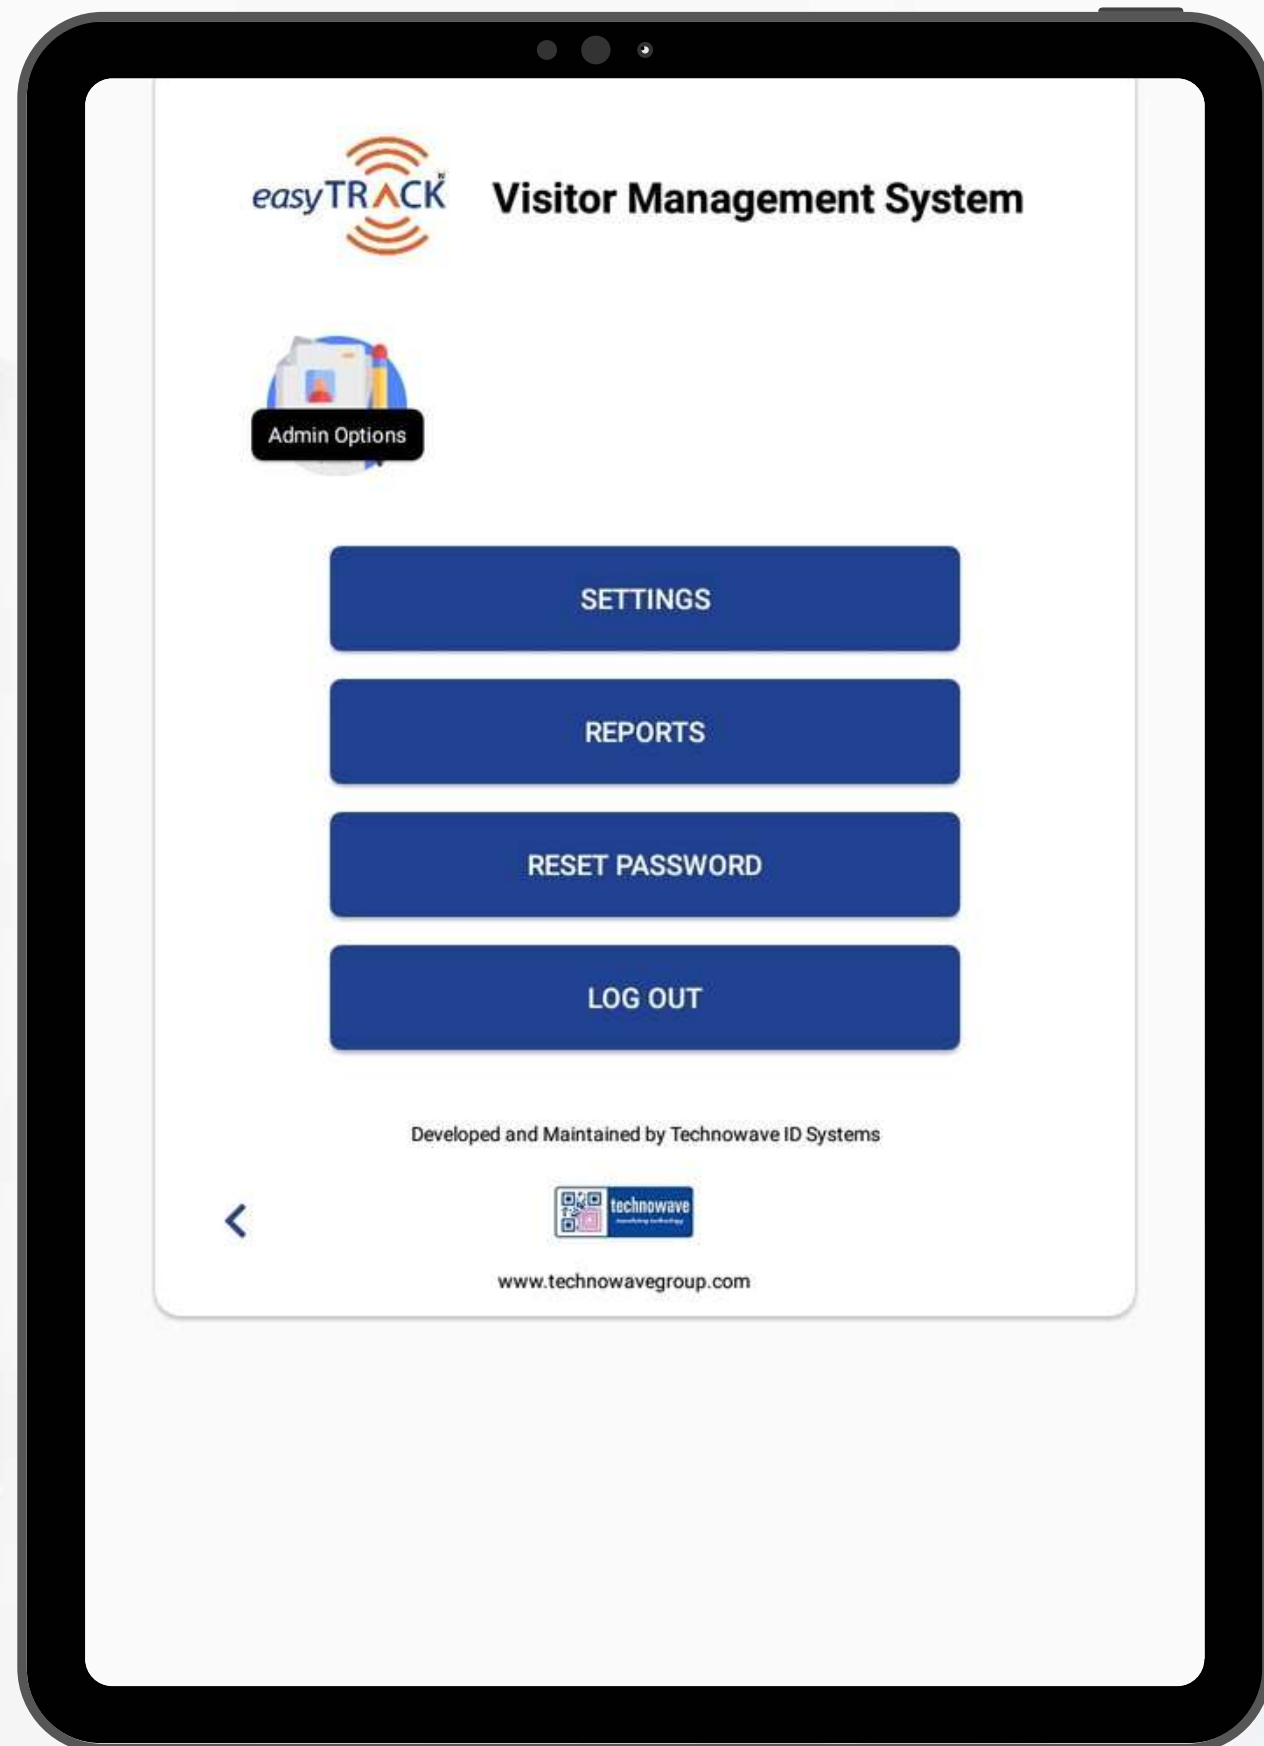 easyTRACK
Visitor Management System
Admin Options
SETTINGS
REPORTS
RESET PASSWORD
LOG OUT
Developed and Maintained by Technowave ID Systems
technowave
www.technowavegroup.com